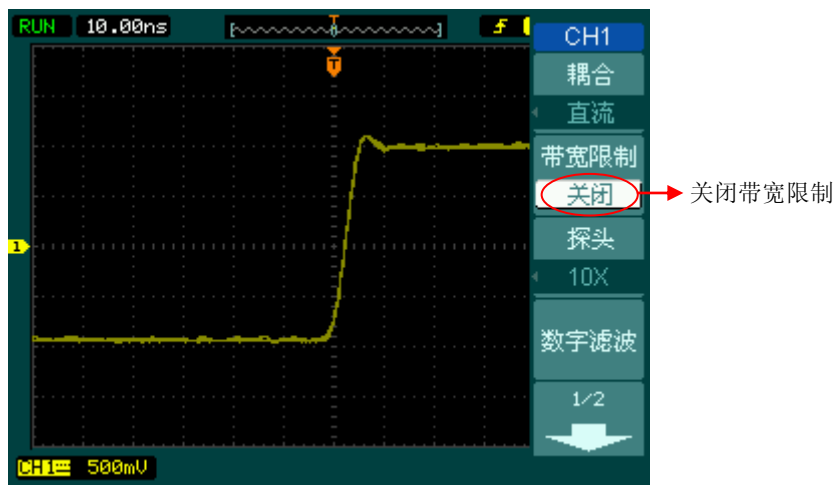 RUN 10.00ns
T
T
CH1
耦合
直流
带宽限制
关闭
关闭带宽限制
探头
10X
1
数字滤波
1/2
CH1 500mV